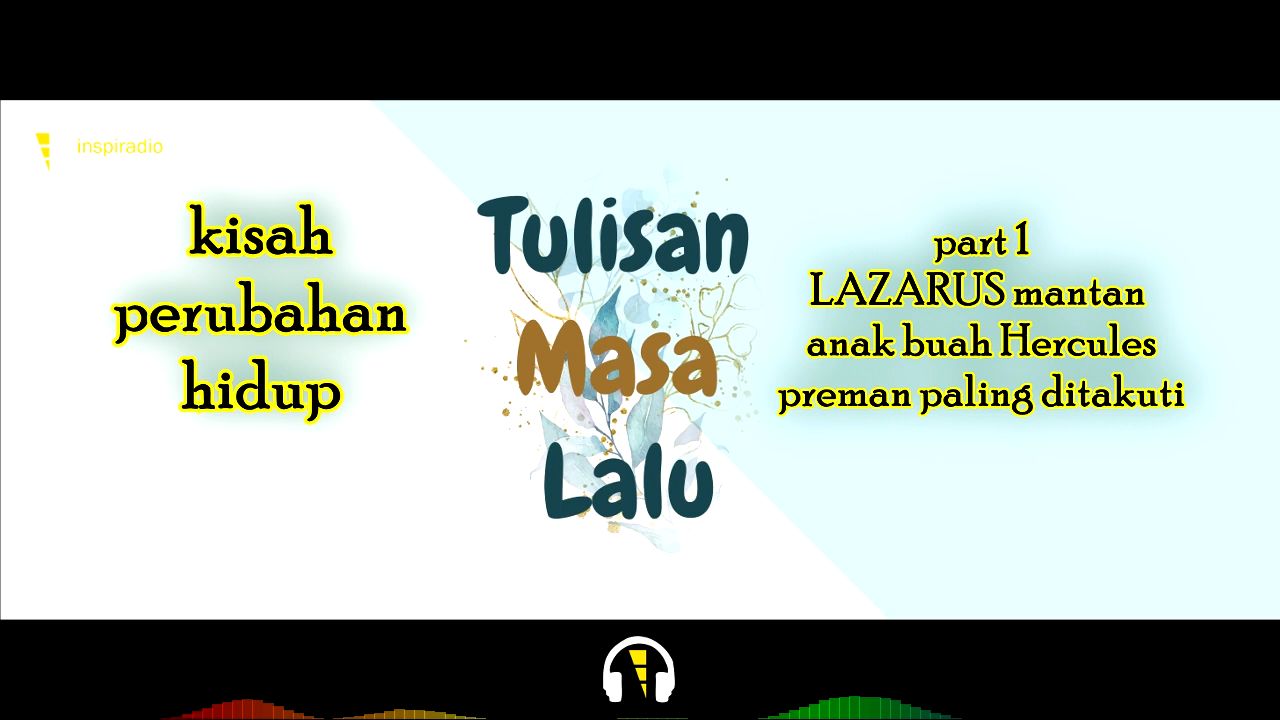 inspiradio
kisah
perubahan
hidup
Tulisan
Masa
Lalu
part 1
LAZARUS mantan
anak buah Hercules
preman paling ditakuti